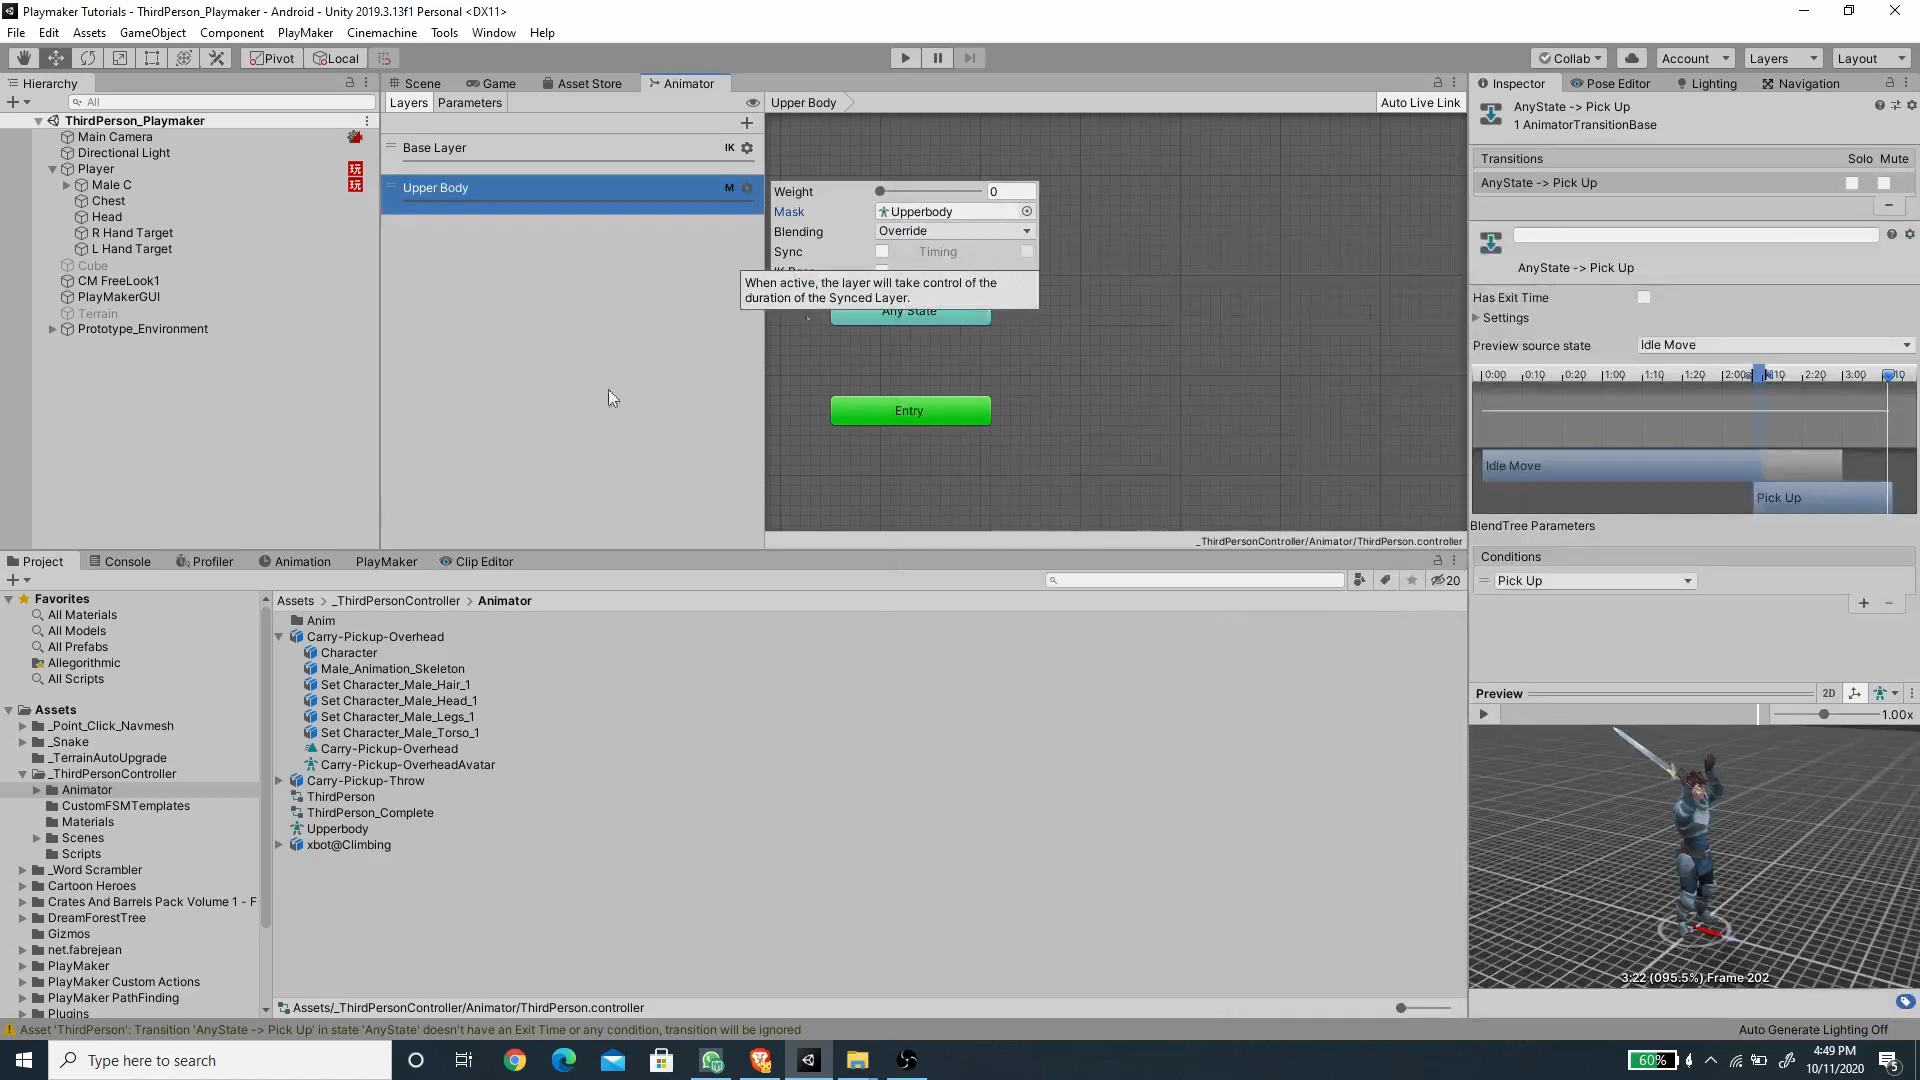 Playmaker Tutorials - ThirdPerson_Playmaker - Android - Unity 2019.3.13f1 Personal <DX11>
File Edit Assets GameObject Component PlayMaker Cinemachine Tools Window Help
Pivot Local Collab Account Layers Layout
Hierarchy Scene Game Asset Store Animator Inspector Pose Editor Lighting Navigation
All Layers Parameters Upper Body Auto Live Link
ThirdPerson_Playmaker
Main Camera
Directional Light
Player
玩
Male C
玩
Chest
Head
R Hand Target
L Hand Target
Cube
CM FreeLook1
PlayMakerGUI
Terrain
Prototype_Environment
Base Layer IK
Upper Body M
Weight 0
Mask Upperbody
Blending Override
Sync Timing
When active, the layer will take control of the
duration of the Synced Layer.
Any State
Entry
_ThirdPersonController/Animator/ThirdPerson.controller
AnyState -> Pick Up
1 AnimatorTransitionBase
Transitions Solo Mute
AnyState -> Pick Up
AnyState -> Pick Up
Has Exit Time
Settings
Preview source state Idle Move
0:00 0:10 0:20 1:00 1:10 1:20 2:00 2:20 3:00
Idle Move
Pick Up
BlendTree Parameters
Conditions
Pick Up
Preview 2D
1.00x
3:22 (095.5%) Frame 202
Project Console Profiler Animation PlayMaker Clip Editor
20
Favorites
All Materials
All Models
All Prefabs
Allegorithmic
All Scripts
Assets
_Point_Click_Navmesh
_Snake
_TerrainAutoUpgrade
_ThirdPersonController
Animator
CustomFSMTemplates
Materials
Scenes
Scripts
_Word Scrambler
Cartoon Heroes
Crates And Barrels Pack Volume 1 - F
DreamForestTree
Gizmos
net.fabrejean
PlayMaker
PlayMaker Custom Actions
PlayMaker PathFinding
Plugins
Assets > _ThirdPersonController > Animator
Anim
Carry-Pickup-Overhead
Character
Male_Animation_Skeleton
Set Character_Male_Hair_1
Set Character_Male_Head_1
Set Character_Male_Legs_1
Set Character_Male_Torso_1
Carry-Pickup-Overhead
Carry-Pickup-OverheadAvatar
Carry-Pickup-Throw
ThirdPerson
ThirdPerson_Complete
Upperbody
xbot@Climbing
Assets/_ThirdPersonController/Animator/ThirdPerson.controller
Asset 'ThirdPerson': Transition 'AnyState -> Pick Up' in state 'AnyState' doesn't have an Exit Time or any condition, transition will be ignored
Auto Generate Lighting Off
Type here to search
60%
4:49 PM
10/11/2020
5